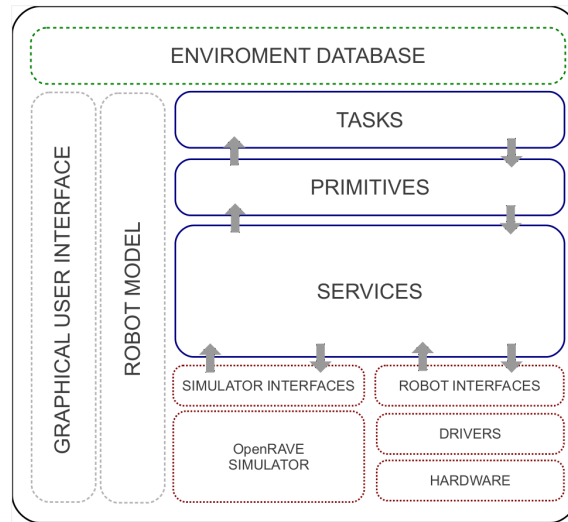 ENVIROMENT DATABASE
GRAPHICAL USER INTERFACE
ROBOT MODEL
TASKS
PRIMITIVES
SERVICES
SIMULATOR INTERFACES
ROBOT INTERFACES
OpenRAVE
SIMULATOR
DRIVERS
HARDWARE